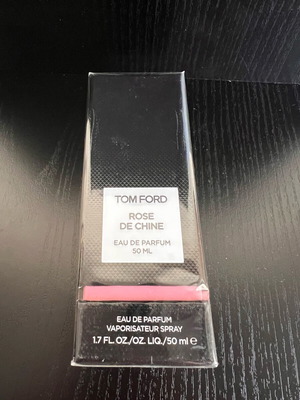 TOM FORD
ROSE
DE CHINE
EAU DE PARFUM
50 ML
EAU DE PARFUM
VAPORISATEUR SPRAY
1.7 FL. OZ./OZ. LIQ./50 ml ℮